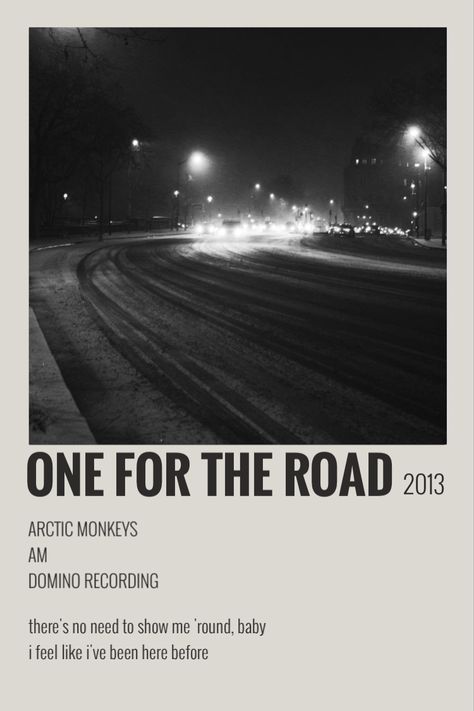 ONE FOR THE ROAD 2013
ARCTIC MONKEYS
AM
DOMINO RECORDING
there's no need to show me 'round, baby
i feel like i've been here before